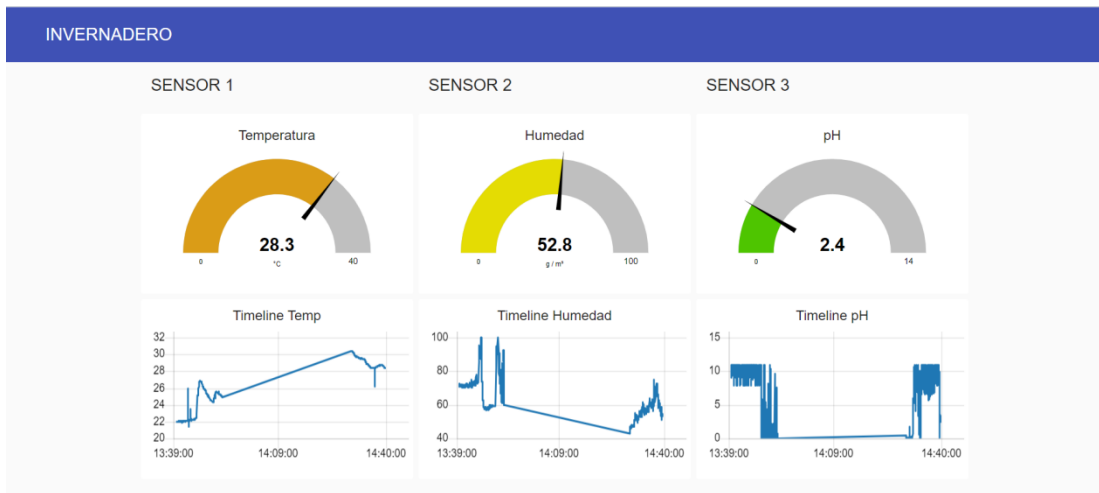 INVERNADERO
SENSOR 1
SENSOR 2
SENSOR 3
Temperatura
28.3
°C
0
40
Humedad
52.8
g / m³
0
100
pH
2.4
0
14
Timeline Temp
32
30
28
26
24
22
20
13:39:00
14:09:00
14:40:00
Timeline Humedad
100
80
60
40
13:39:00
14:09:00
14:40:00
Timeline pH
15
10
5
0
13:39:00
14:09:00
14:40:00